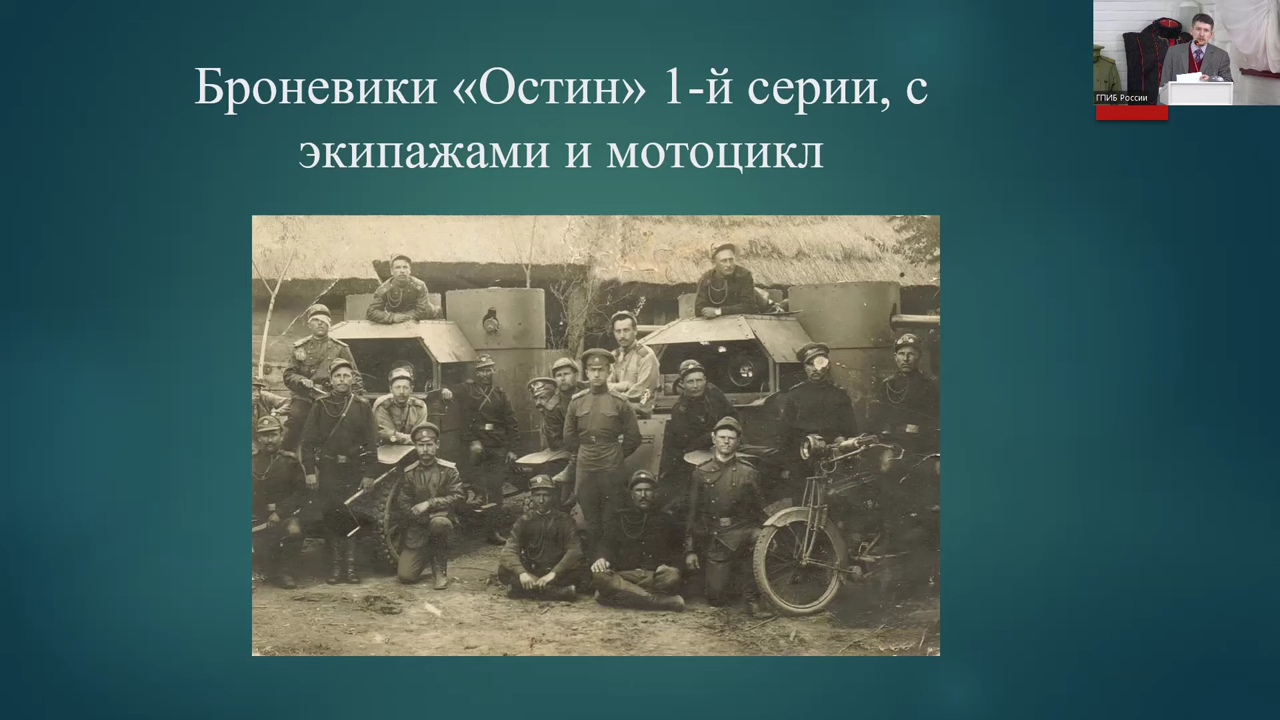 Броневики «Остин» 1-й серии, с
экипажами и мотоцикл
ГПИБ России